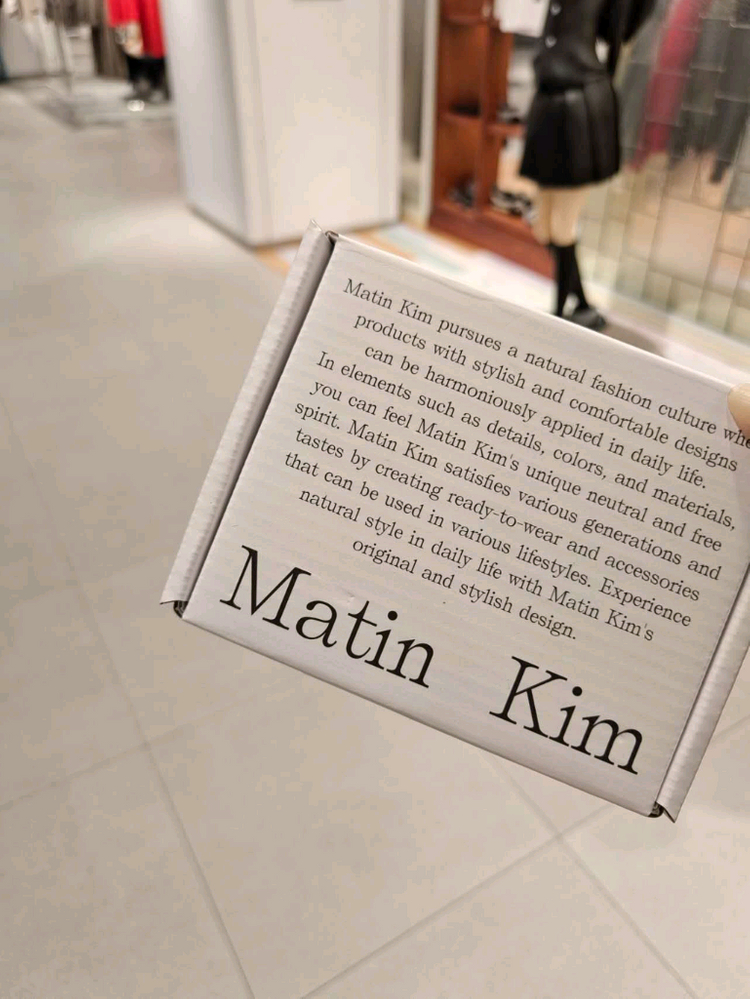 Matin Kim pursues a natural fashion culture
products with stylish and comfortable designs
can be harmoniously applied in daily life.
In elements such as details, colors, and materials,
you can feel Matin Kim's unique neutral and free
spirit. Matin Kim satisfies various generations and
tastes by creating ready-to-wear and accessories
that can be used in various lifestyles. Experience
natural style in daily life with Matin Kim's
original and stylish design.
Matin Kim